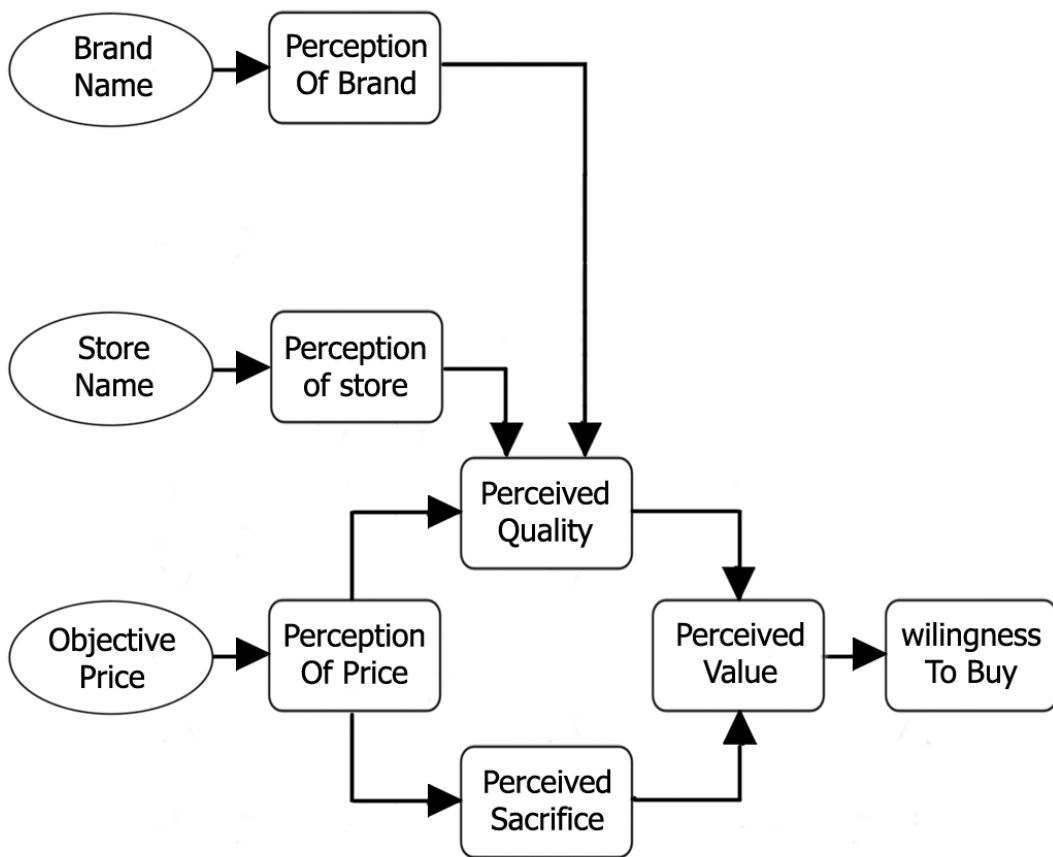 Brand
Name
Perception
Of Brand
Store
Name
Perception
of store
Perceived
Quality
Objective
Price
Perception
Of Price
Perceived
Value
wilingness
To Buy
Perceived
Sacrifice